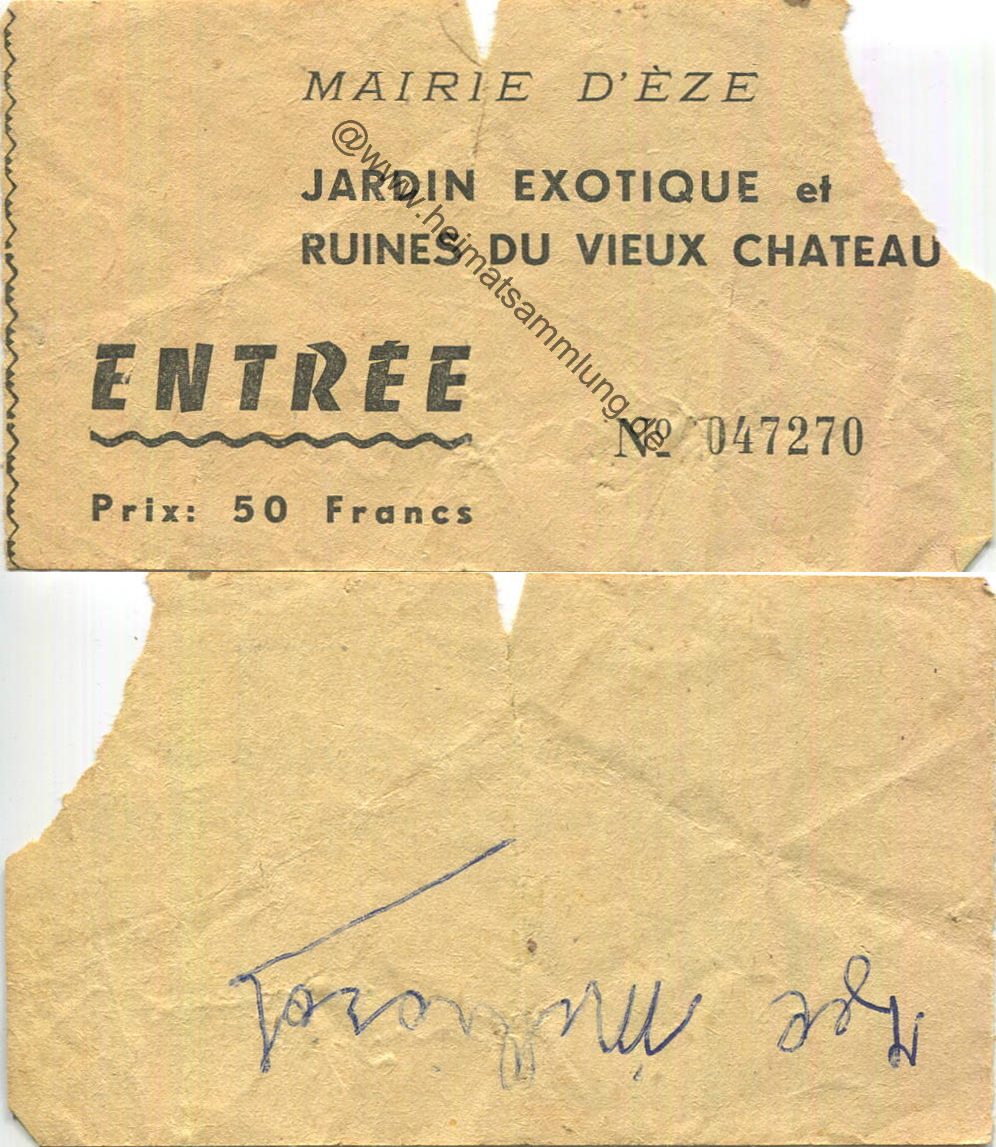 MAIRIE D'ÈZE
@www.heimatsammlung.de
JARDIN EXOTIQUE et
RUINES DU VIEUX CHATEAU
ENTRÉE
Nº 047270
Prix: 50 Francs